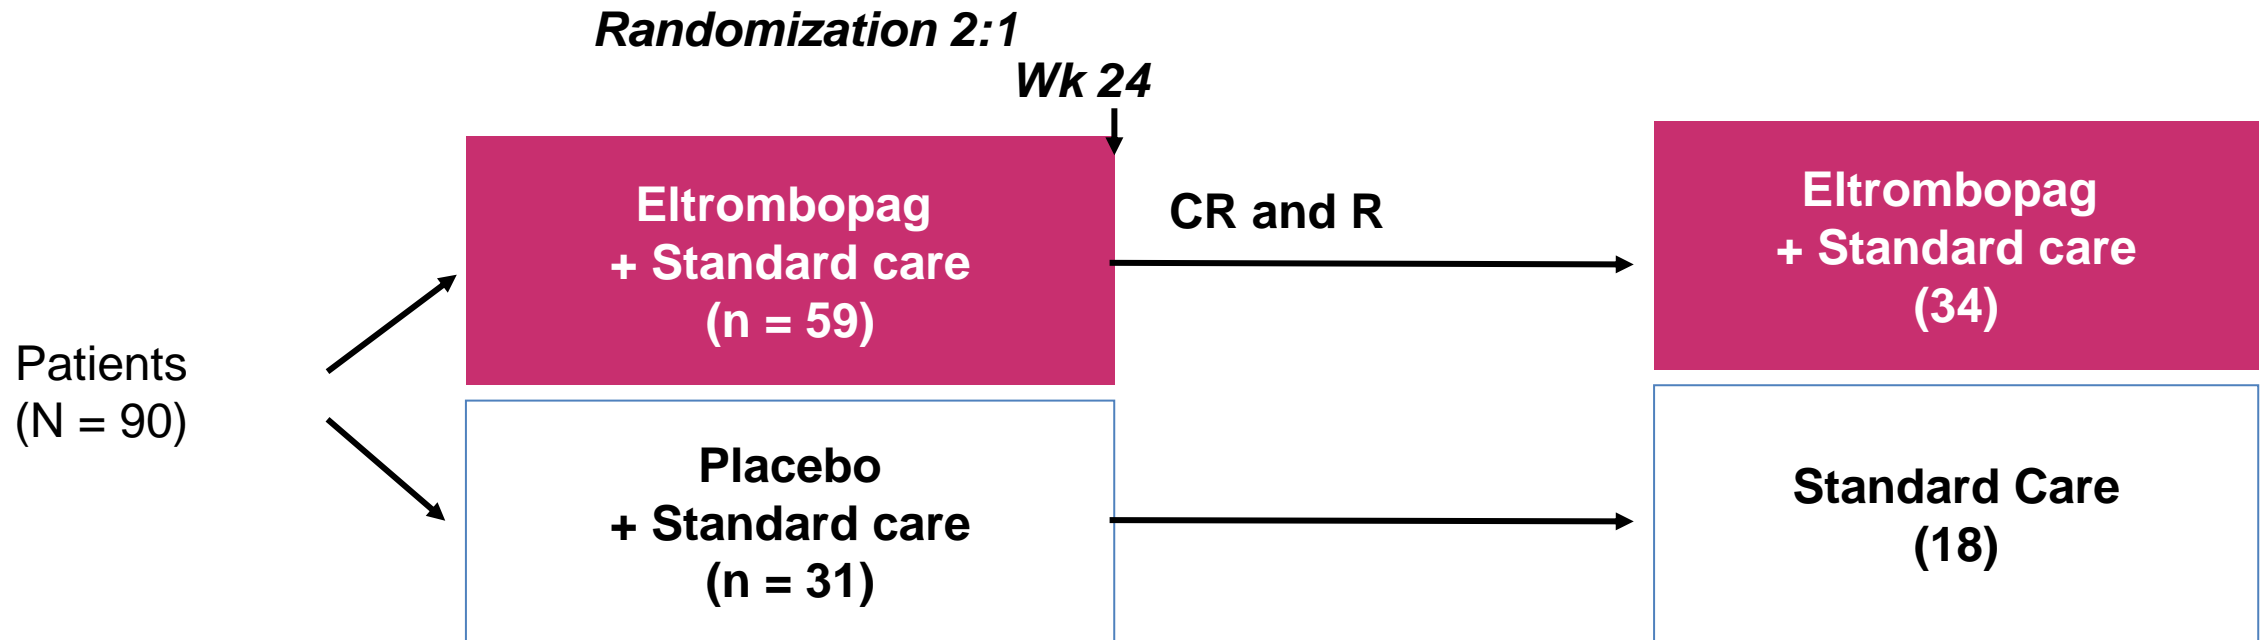 Randomization 2:1
Wk 24
Patients
(N = 90)
Eltrombopag
+ Standard care
(n = 59)
CR and R
Eltrombopag
+ Standard care
(34)
Placebo
+ Standard care
(n = 31)
Standard Care
(18)